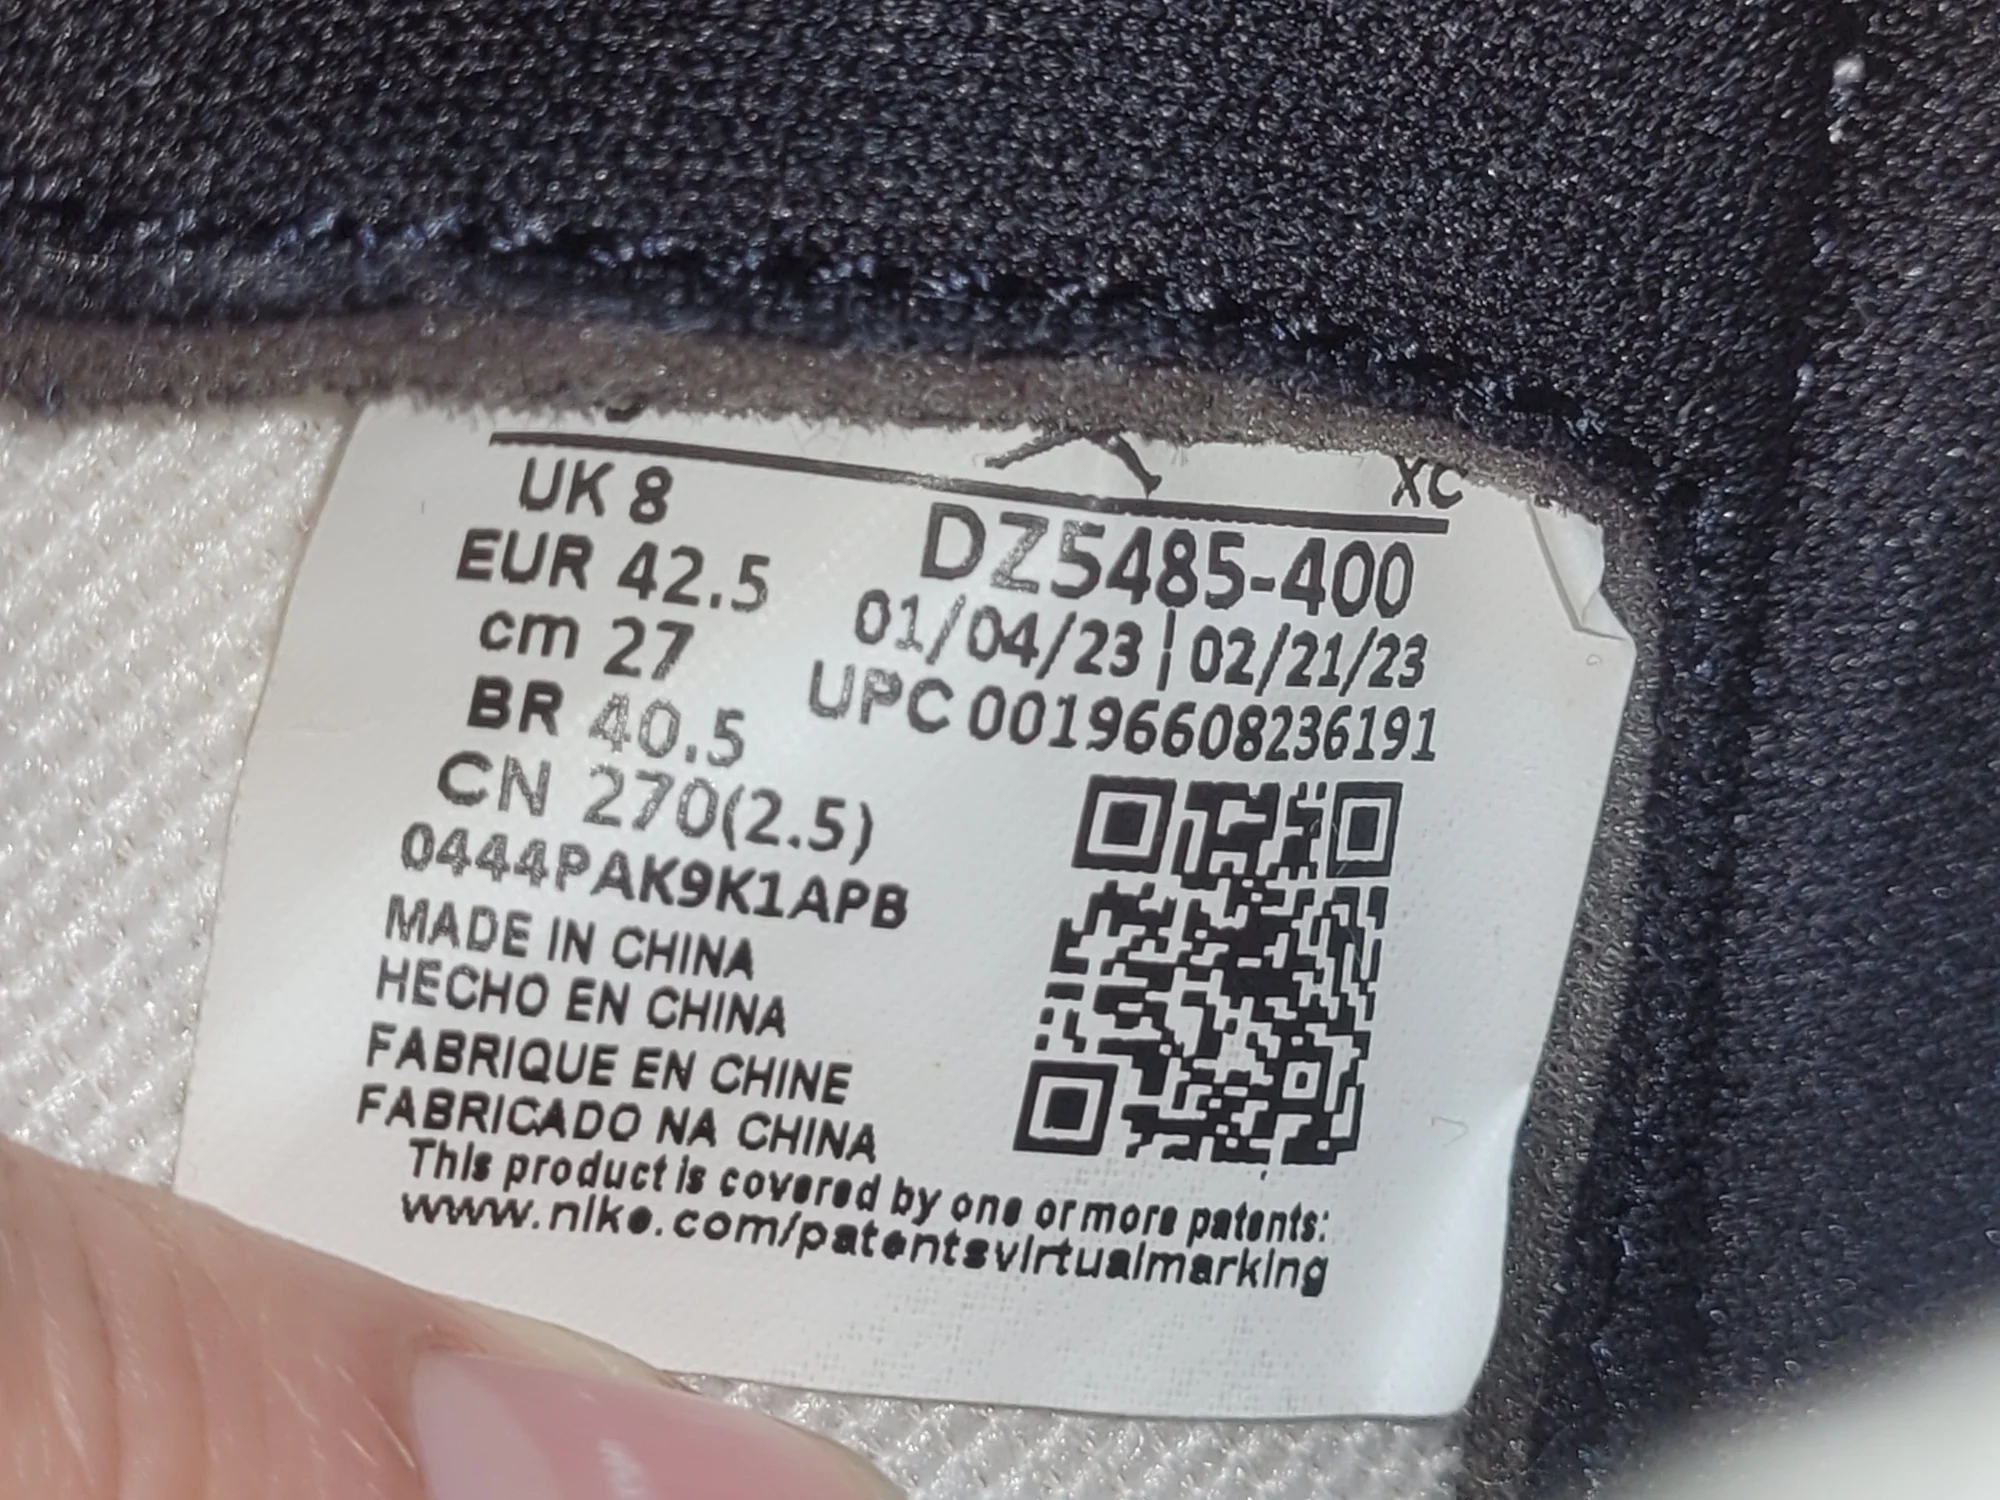 XC
UK 8
EUR 42.5
cm 27
BR 40.5
CN 270(2.5)
0444PAK9K1APB
DZ5485-400
01/04/23 | 02/21/23
UPC 00196608236191
MADE IN CHINA
HECHO EN CHINA
FABRIQUE EN CHINE
FABRICADO NA CHINA
This product is covered by one or more patents:
www.nike.com/patentsvirtualmarking